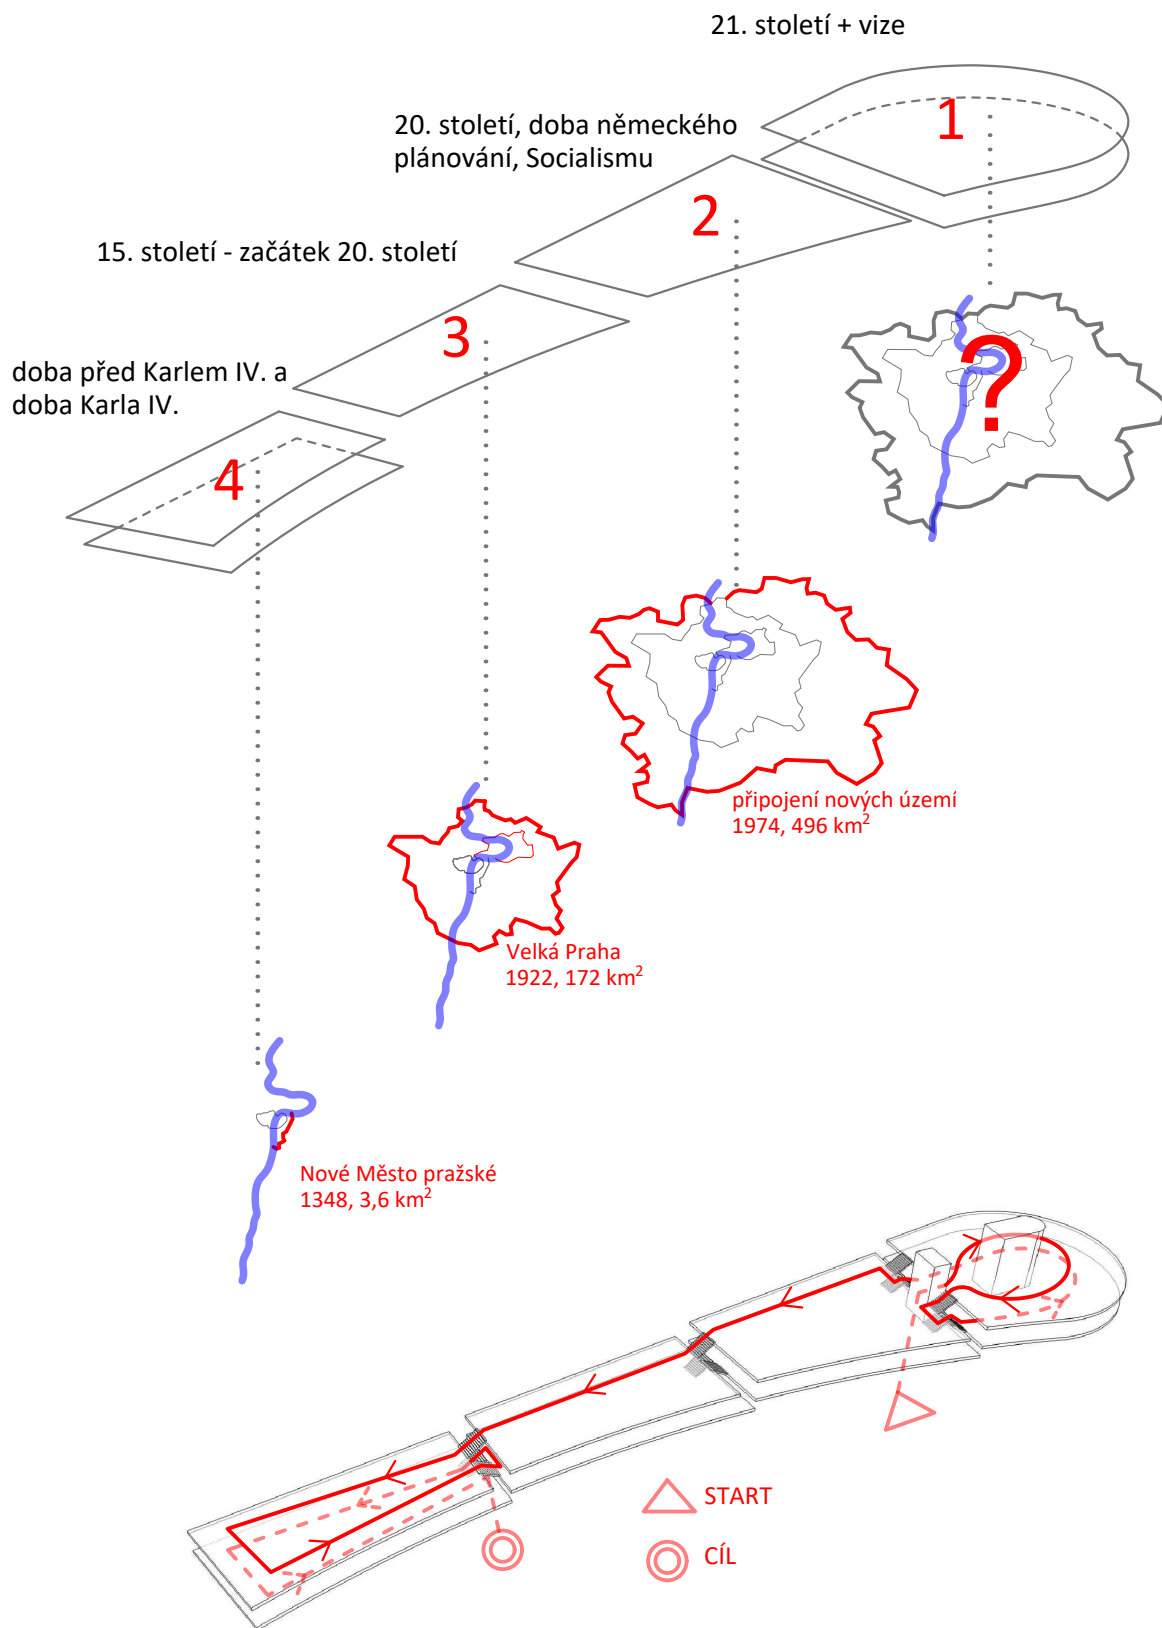 21. století + vize
1
20. století, doba německého
plánování, Socialismu
2
15. století - začátek 20. století
3
?
doba před Karlem IV. a
doba Karla IV.
4
připojení nových území
1974, 496 km²
Velká Praha
1922, 172 km²
Nové Město pražské
1348, 3,6 km²
START
CÍL